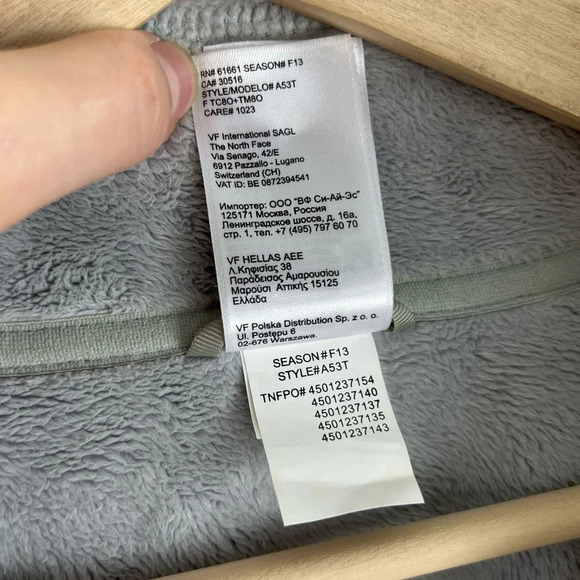 RN# 61661 SEASON# F13
CA# 30516
STYLE/MODELO# A53T
F TC8O+TM8O
CARE# 1023
VF International SAGL
The North Face
Via Senago, 42/E
6912 Pazzallo - Lugano
Switzerland (CH)
VAT ID: BE 0872394541
Импортер: ООО "ВФ Си-Ай-Эс"
125171 Москва, Россия
Ленинградское шоссе, д. 16а,
стр. 1, тел. +7 (495) 797 60 70
VF HELLAS AEE
Λ.Κηφισίας 38
Παράδεισος Αμαρουσίου
Μαρούσι Αττικής 15125
Ελλάδα
VF Polska Distribution Sp. z o. o.
Ul. Postępu 6
02-676 Warszawa.
SEASON#F13
STYLE#A53T
TNFPO# 4501237154
4501237140
4501237137
4501237135
4501237143